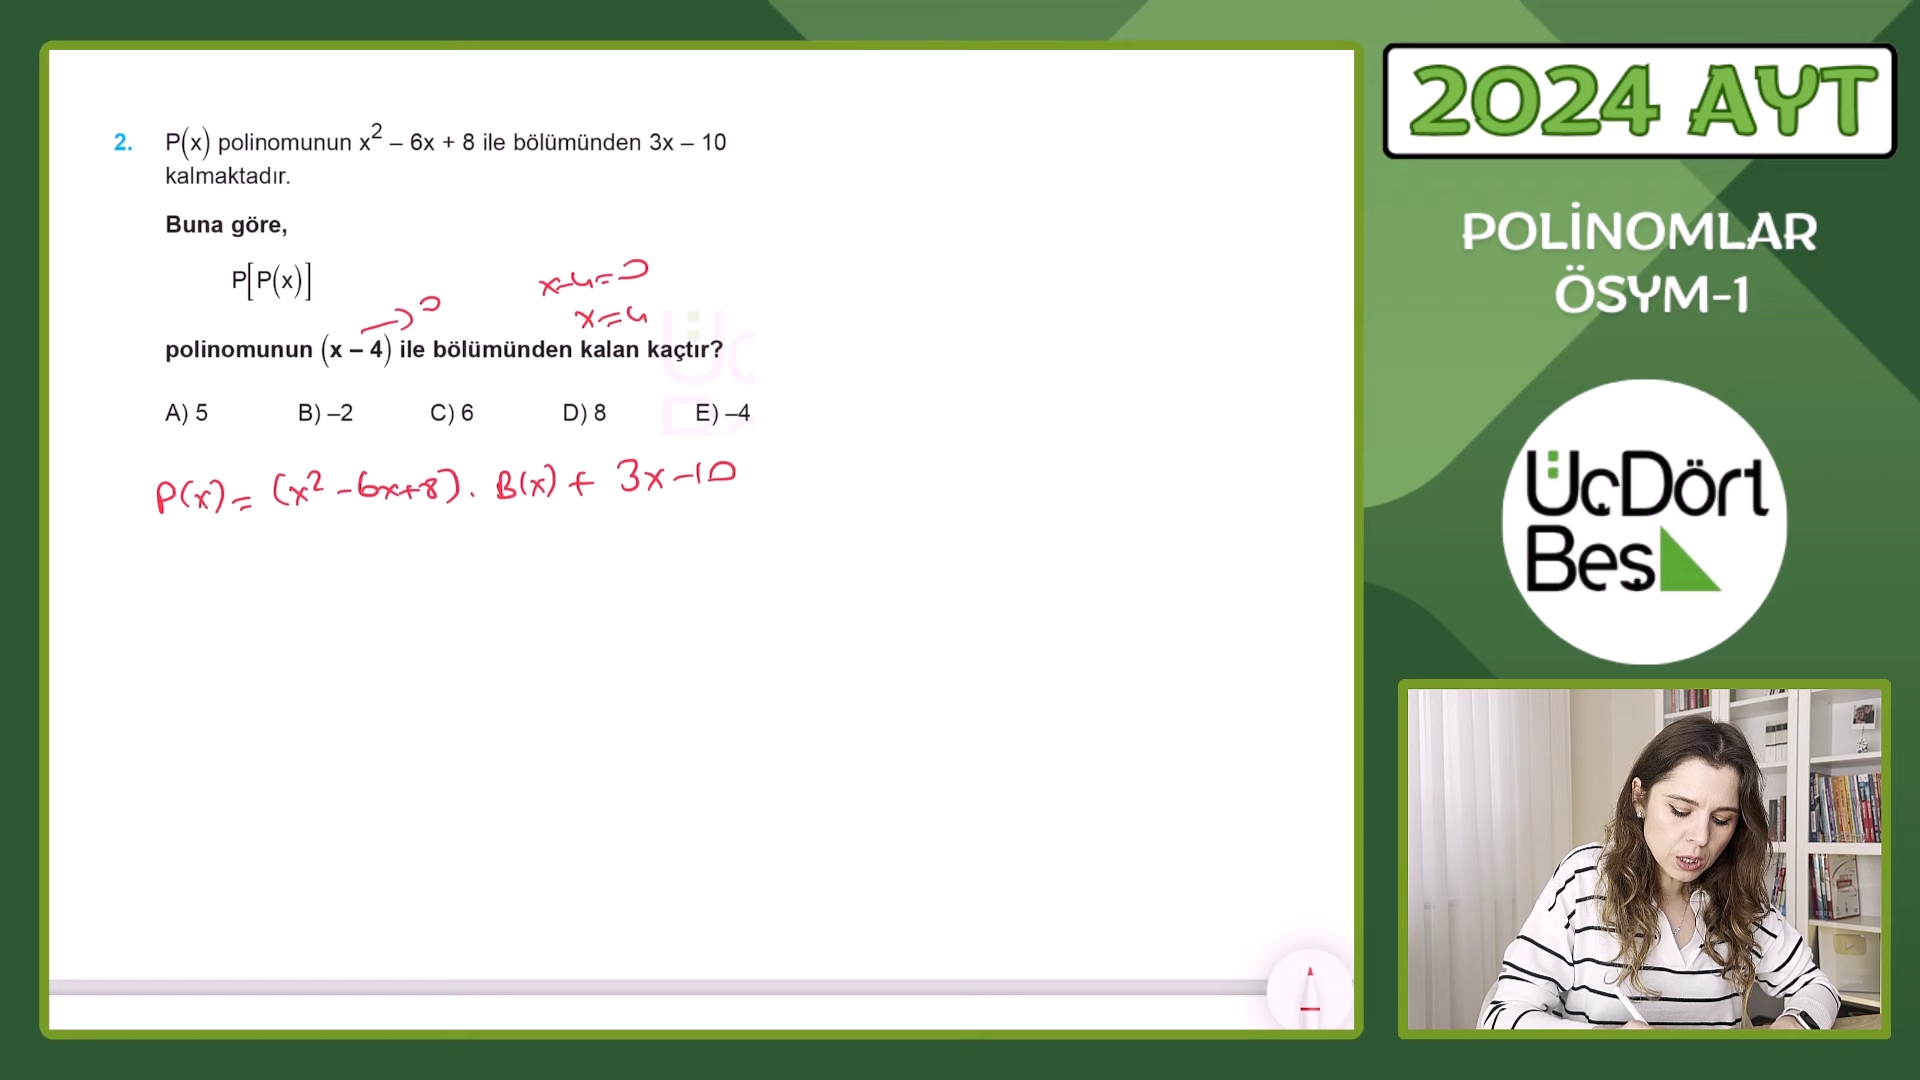 2. P(x) polinomunun x² – 6x + 8 ile bölümünden 3x – 10
kalmaktadır.
Buna göre,
P[P(x)]
x-4=0
x=4
→ 0
polinomunun (x – 4) ile bölümünden kalan kaçtır?
A) 5 B) –2 C) 6 D) 8 E) –4
P(x) = (x² - 6x+8) . B(x) + 3x-10
2024 AYT
POLİNOMLAR
ÖSYM-1
ÜçDört
Beş